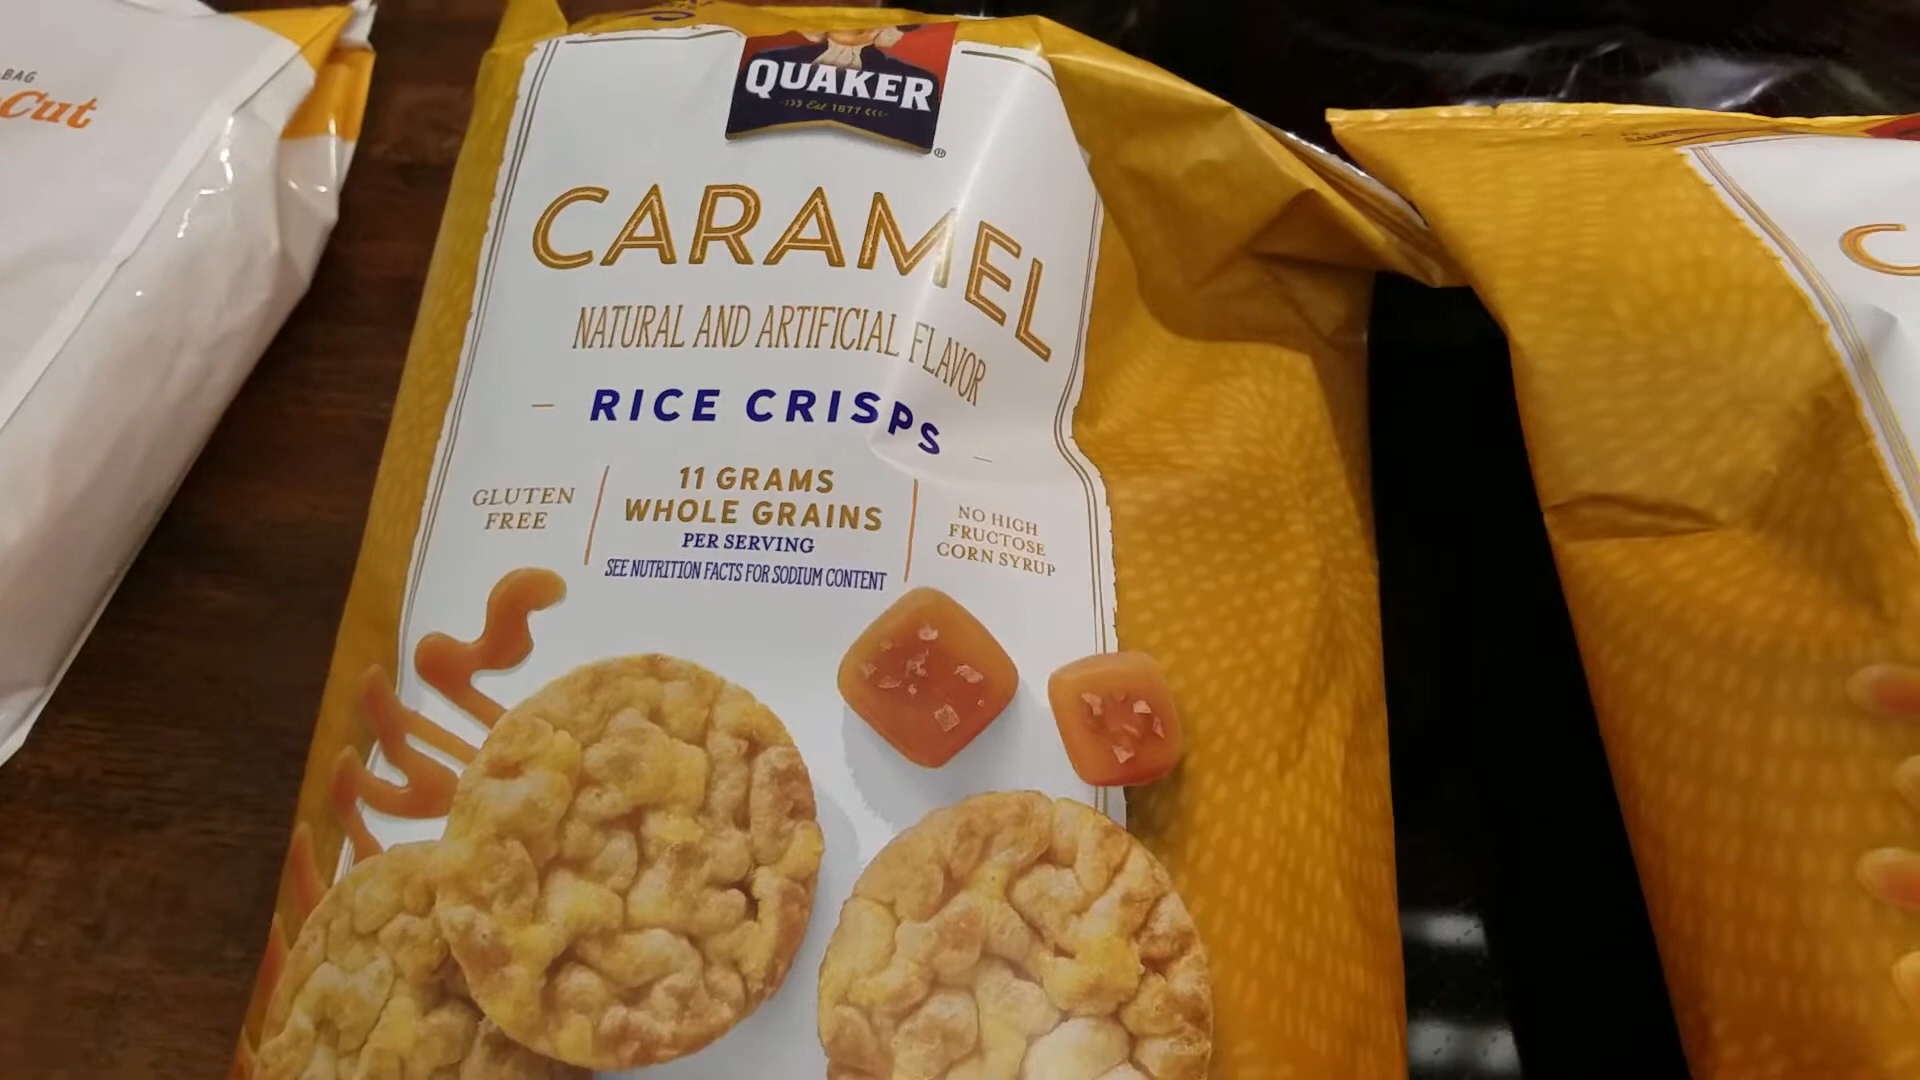 BAG
Cut
QUAKER
Est 1877
®
CARAMEL
NATURAL AND ARTIFICIAL FLAVOR
RICE CRISPS
GLUTEN
FREE
11 GRAMS
WHOLE GRAINS
PER SERVING
SEE NUTRITION FACTS FOR SODIUM CONTENT
NO HIGH
FRUCTOSE
CORN SYRUP
C